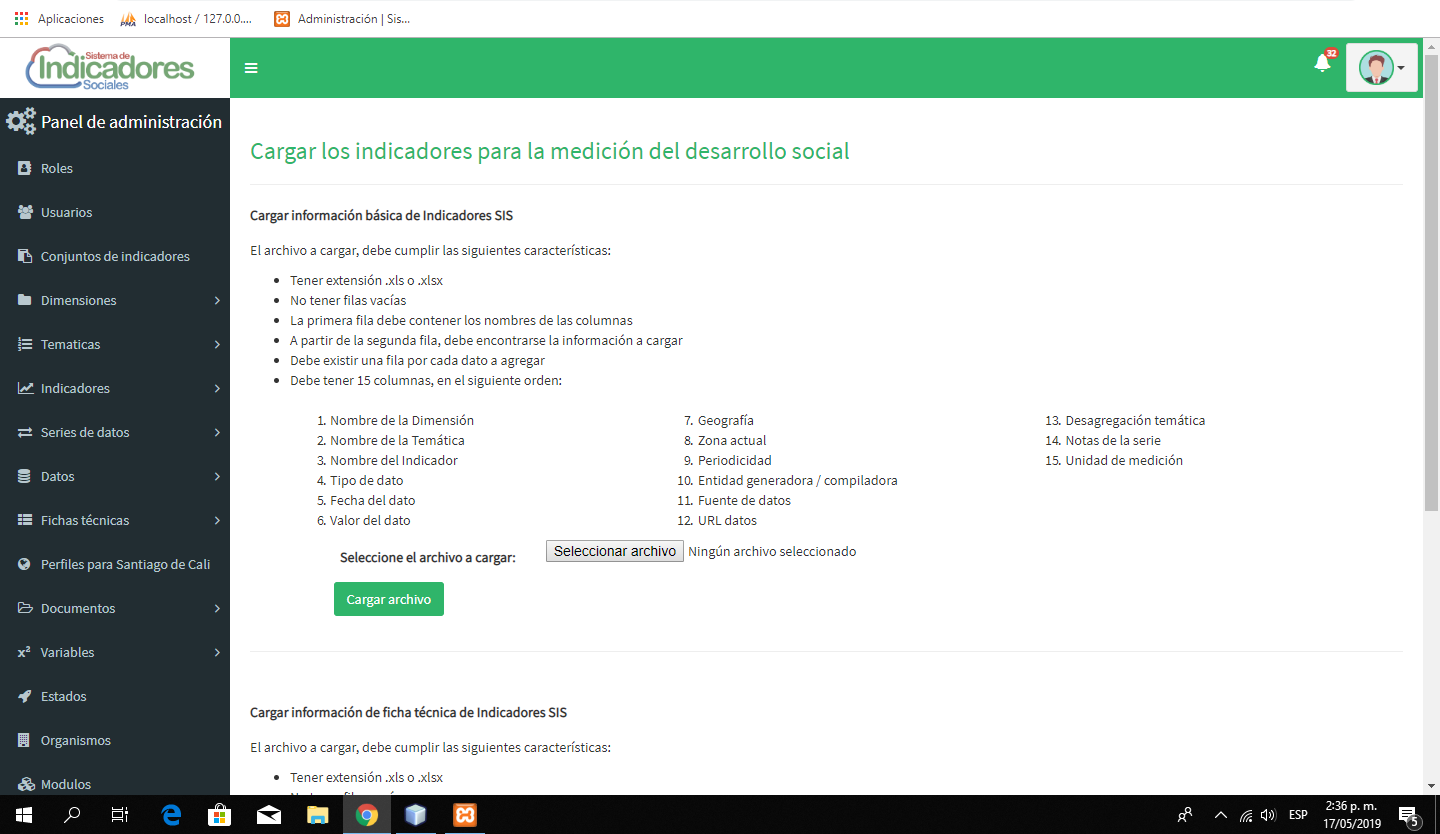 Aplicaciones
localhost / 127.0.0....
Administración | Sis...
Sistema de
Indicadores
Sociales
32
Panel de administración
Roles
Usuarios
Conjuntos de indicadores
Dimensiones
Tematicas
Indicadores
Series de datos
Datos
Fichas técnicas
Perfiles para Santiago de Cali
Documentos
x² Variables
Estados
Organismos
Modulos
Cargar los indicadores para la medición del desarrollo social
Cargar información básica de Indicadores SIS
El archivo a cargar, debe cumplir las siguientes características:
Tener extensión .xls o .xlsx
No tener filas vacías
La primera fila debe contener los nombres de las columnas
A partir de la segunda fila, debe encontrarse la información a cargar
Debe existir una fila por cada dato a agregar
Debe tener 15 columnas, en el siguiente orden:
1. Nombre de la Dimensión
2. Nombre de la Temática
3. Nombre del Indicador
4. Tipo de dato
5. Fecha del dato
6. Valor del dato
7. Geografía
8. Zona actual
9. Periodicidad
10. Entidad generadora / compiladora
11. Fuente de datos
12. URL datos
13. Desagregación temática
14. Notas de la serie
15. Unidad de medición
Seleccione el archivo a cargar:
Seleccionar archivo
Ningún archivo seleccionado
Cargar archivo
Cargar información de ficha técnica de Indicadores SIS
El archivo a cargar, debe cumplir las siguientes características:
Tener extensión .xls o .xlsx
ESP
2:36 p. m.
17/05/2019
5